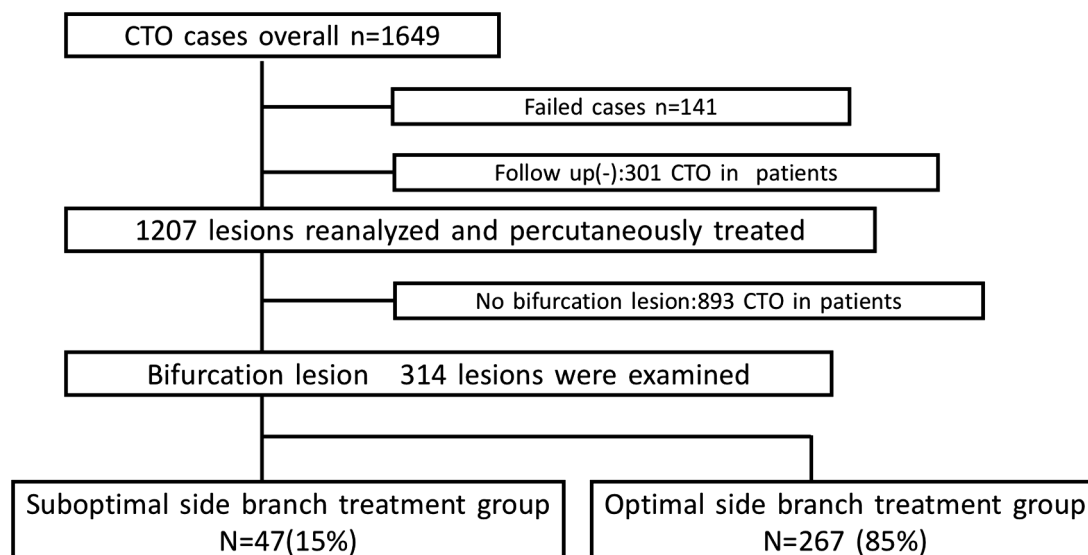 CTO cases overall n=1649
Failed cases n=141
Follow up(-):301 CTO in patients
1207 lesions reanalyzed and percutaneously treated
No bifurcation lesion:893 CTO in patients
Bifurcation lesion 314 lesions were examined
Suboptimal side branch treatment group
N=47(15%)
Optimal side branch treatment group
N=267 (85%)